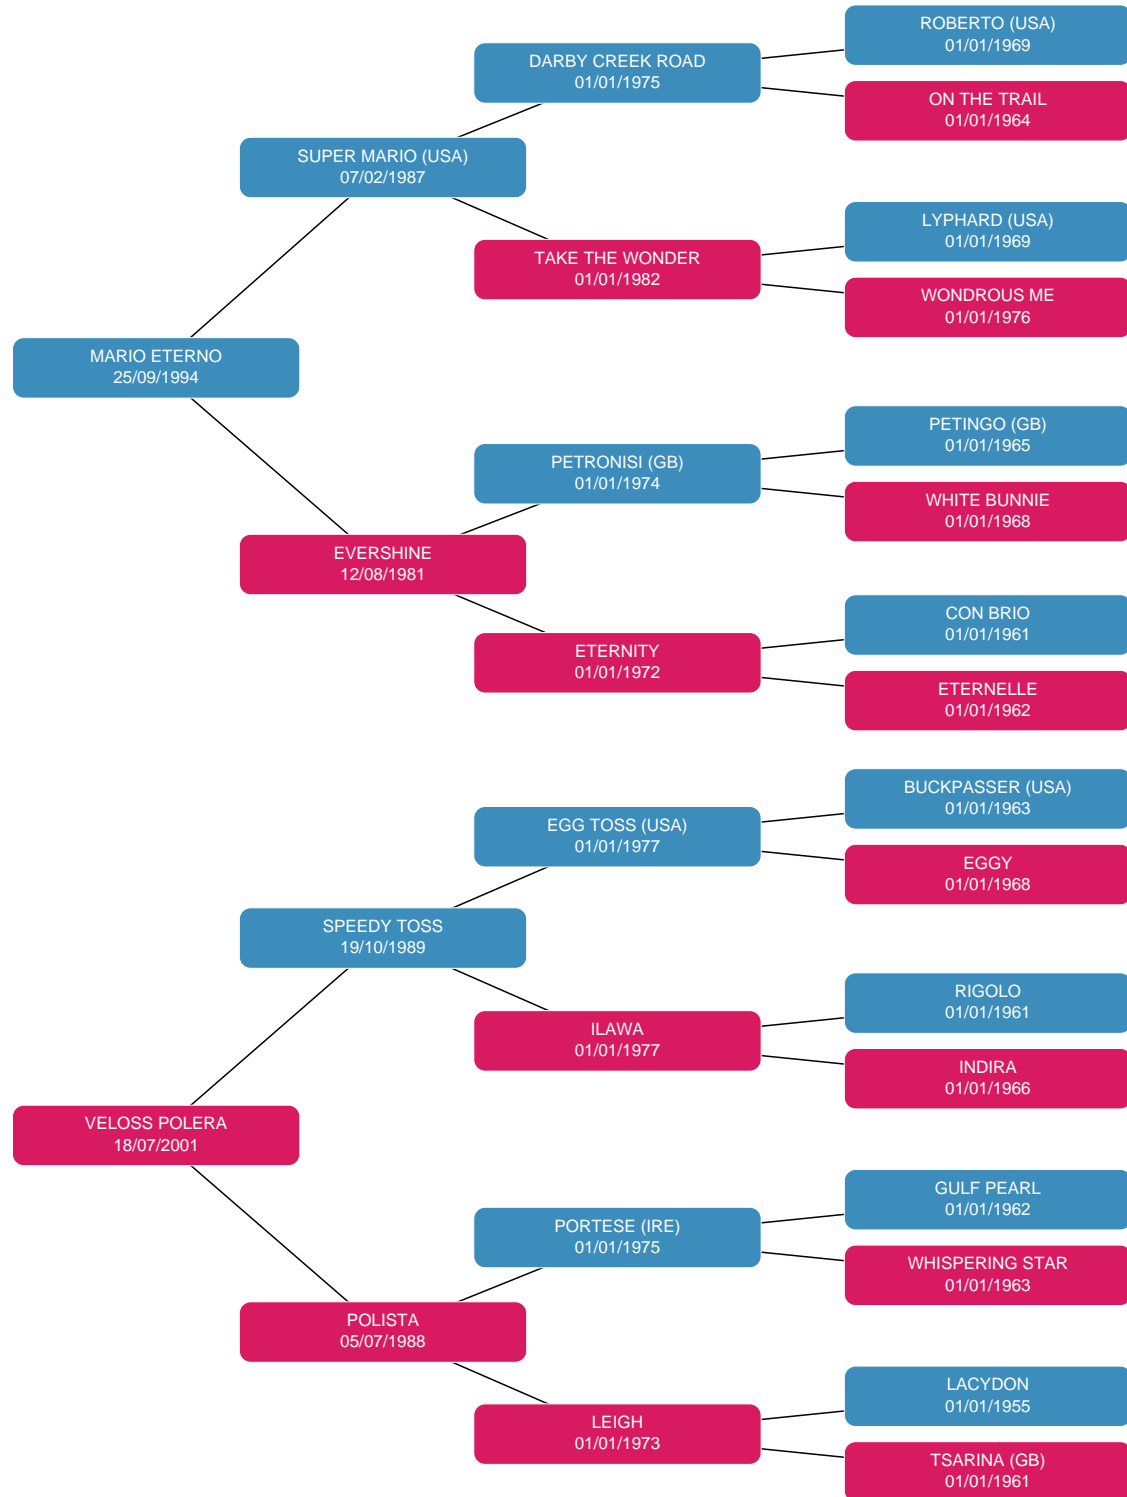 ROBERTO (USA)
01/01/1969
DARBY CREEK ROAD
01/01/1975
ON THE TRAIL
01/01/1964
SUPER MARIO (USA)
07/02/1987
LYPHARD (USA)
01/01/1969
TAKE THE WONDER
01/01/1982
WONDROUS ME
01/01/1976
MARIO ETERNO
25/09/1994
PETINGO (GB)
01/01/1965
PETRONISI (GB)
01/01/1974
WHITE BUNNIE
01/01/1968
EVERSHINE
12/08/1981
CON BRIO
01/01/1961
ETERNITY
01/01/1972
ETERNELLE
01/01/1962
BUCKPASSER (USA)
01/01/1963
EGG TOSS (USA)
01/01/1977
EGGY
01/01/1968
SPEEDY TOSS
19/10/1989
RIGOLO
01/01/1961
ILAWA
01/01/1977
INDIRA
01/01/1966
VELOSS POLERA
18/07/2001
GULF PEARL
01/01/1962
PORTESE (IRE)
01/01/1975
WHISPERING STAR
01/01/1963
POLISTA
05/07/1988
LACYDON
01/01/1955
LEIGH
01/01/1973
TSARINA (GB)
01/01/1961